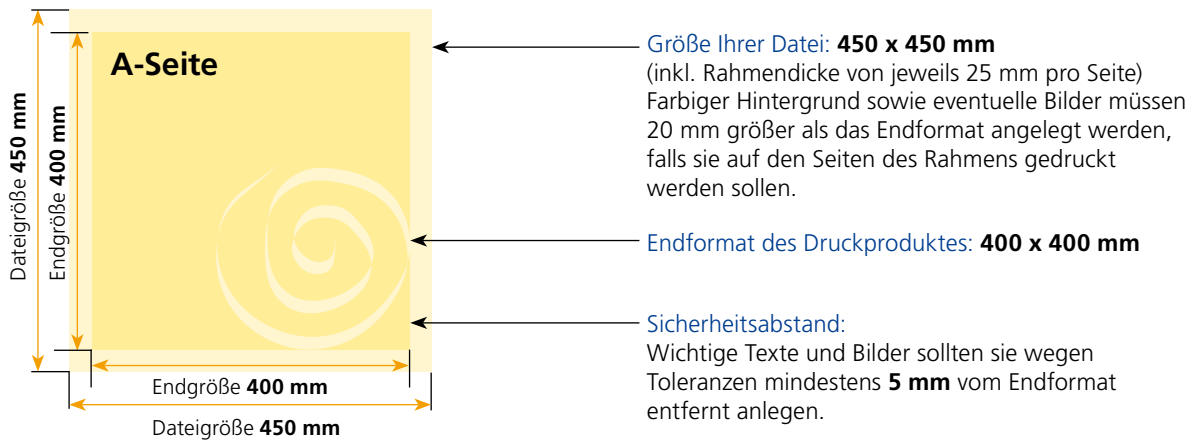 A-Seite
Dateigröße 450 mm
Endgröße 400 mm
Endgröße 400 mm
Dateigröße 450 mm
Größe Ihrer Datei: 450 x 450 mm
(inkl. Rahmendicke von jeweils 25 mm pro Seite)
Farbiger Hintergrund sowie eventuelle Bilder müssen
20 mm größer als das Endformat angelegt werden,
falls sie auf den Seiten des Rahmens gedruckt
werden sollen.
Endformat des Druckproduktes: 400 x 400 mm
Sicherheitsabstand:
Wichtige Texte und Bilder sollten sie wegen
Toleranzen mindestens 5 mm vom Endformat
entfernt anlegen.